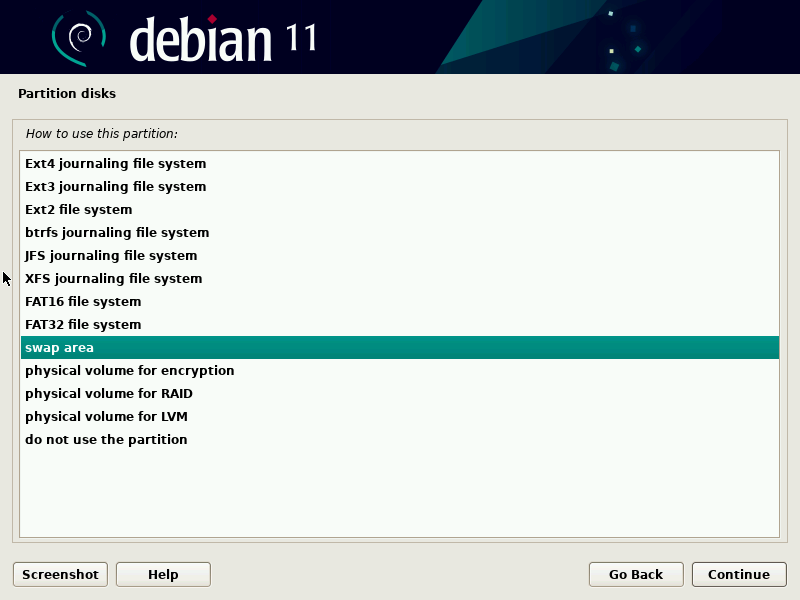 debian 11
Partition disks
How to use this partition:
Ext4 journaling file system
Ext3 journaling file system
Ext2 file system
btrfs journaling file system
JFS journaling file system
XFS journaling file system
FAT16 file system
FAT32 file system
swap area
physical volume for encryption
physical volume for RAID
physical volume for LVM
do not use the partition
Screenshot Help Go Back Continue